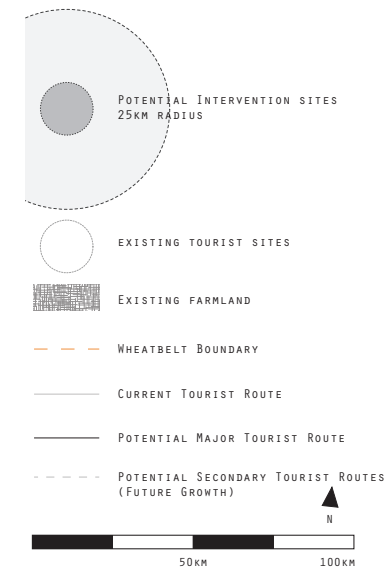 Potential Intervention sites
25km radius
existing tourist sites
Existing farmland
Wheatbelt Boundary
Current Tourist Route
Potential Major Tourist Route
Potential Secondary Tourist Routes
(Future Growth)
N
50km 100km